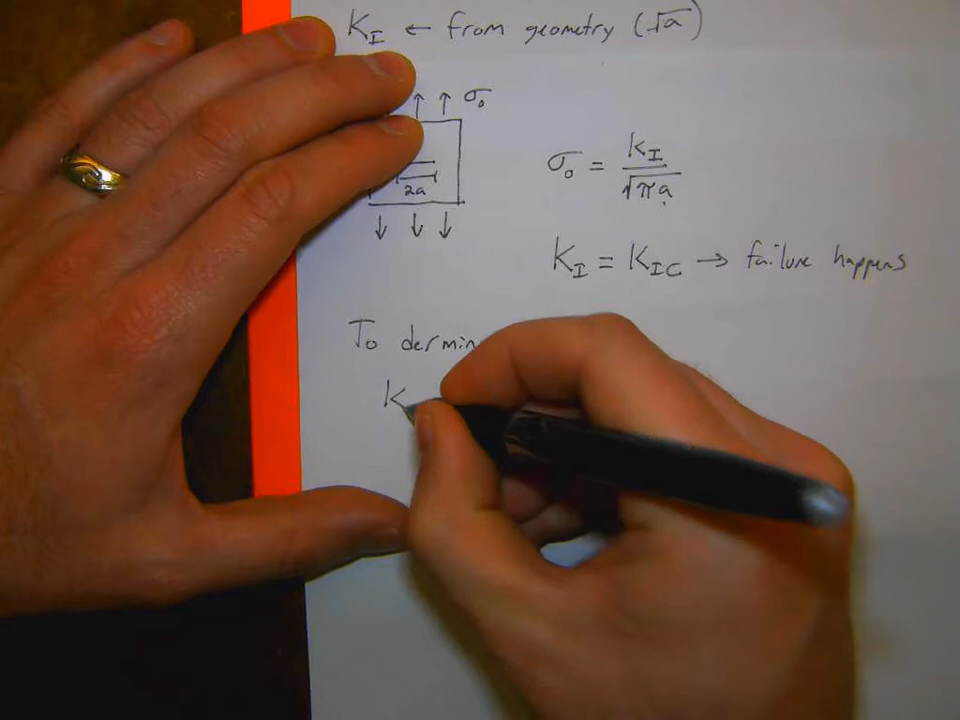 K_I ← from geometry (√a)
σ₀
2a
σ₀ = K_I / √πa
K_I = K_IC → failure happens
To dermin
K